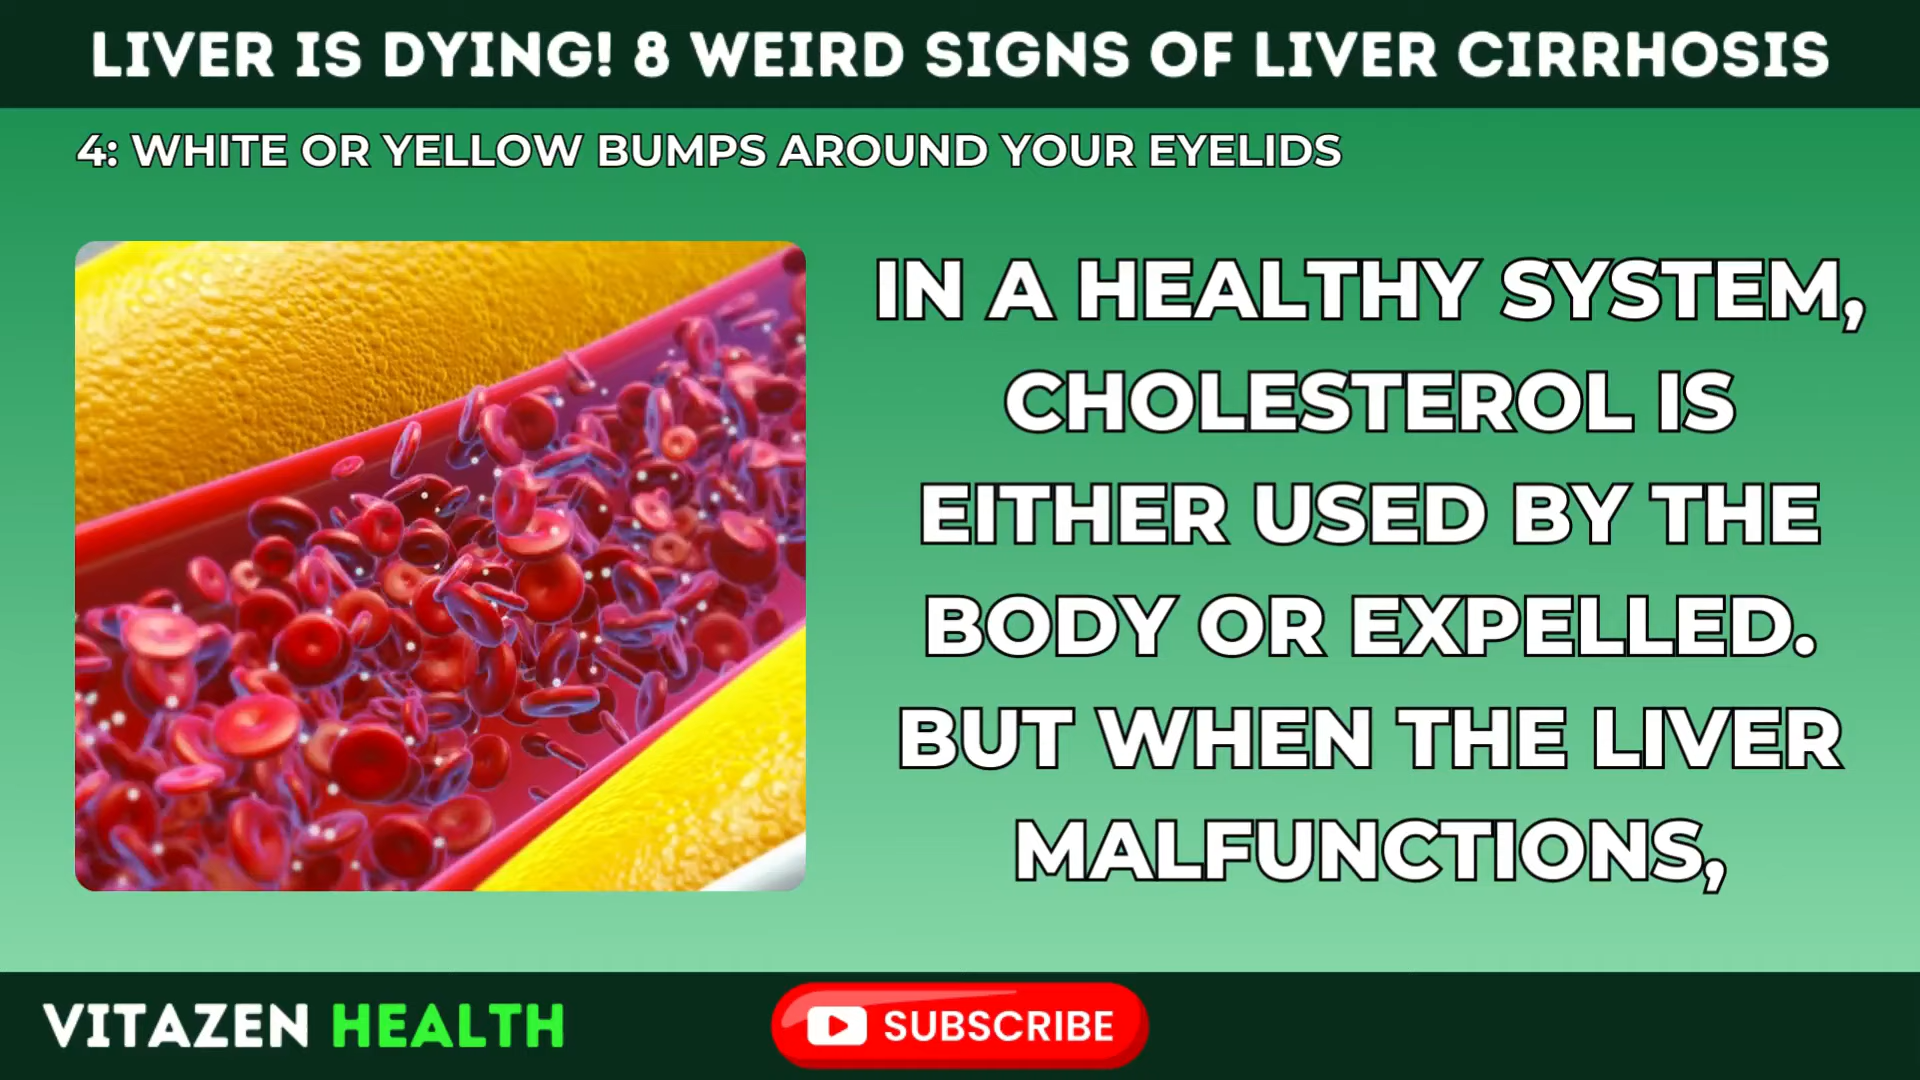 LIVER IS DYING! 8 WEIRD SIGNS OF LIVER CIRRHOSIS
4: WHITE OR YELLOW BUMPS AROUND YOUR EYELIDS
IN A HEALTHY SYSTEM,
CHOLESTEROL IS
EITHER USED BY THE
BODY OR EXPELLED.
BUT WHEN THE LIVER
MALFUNCTIONS,
VITAZEN HEALTH
SUBSCRIBE